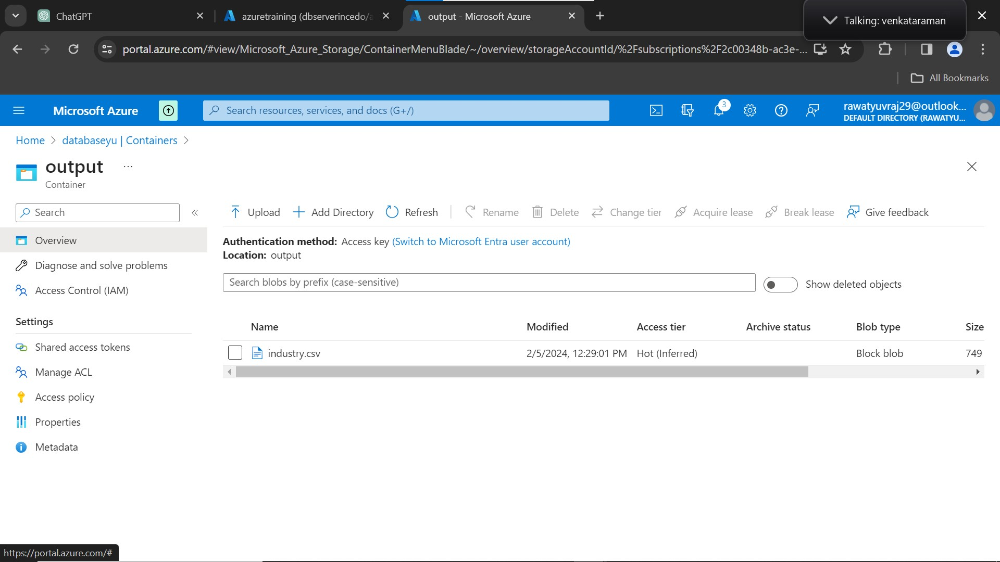 ChatGPT
azuretraining (dbserverincedo/a
output - Microsoft Azure
Talking: venkataraman
portal.azure.com/#view/Microsoft_Azure_Storage/ContainerMenuBlade/~/overview/storageAccountId/%2Fsubscriptions%2F2c00348b-ac3e-...
All Bookmarks
Microsoft Azure
Search resources, services, and docs (G+/)
3
rawatyuvraj29@outlook...
DEFAULT DIRECTORY (RAWATYU...
Home > databaseyu | Containers >
output ...
Container
Search
Upload
Add Directory
Refresh
Rename
Delete
Change tier
Acquire lease
Break lease
Give feedback
Overview
Diagnose and solve problems
Access Control (IAM)
Settings
Shared access tokens
Manage ACL
Access policy
Properties
Metadata
Authentication method: Access key (Switch to Microsoft Entra user account)
Location: output
Search blobs by prefix (case-sensitive)
Show deleted objects
Name Modified Access tier Archive status Blob type Size
industry.csv 2/5/2024, 12:29:01 PM Hot (Inferred) Block blob 749
https://portal.azure.com/#